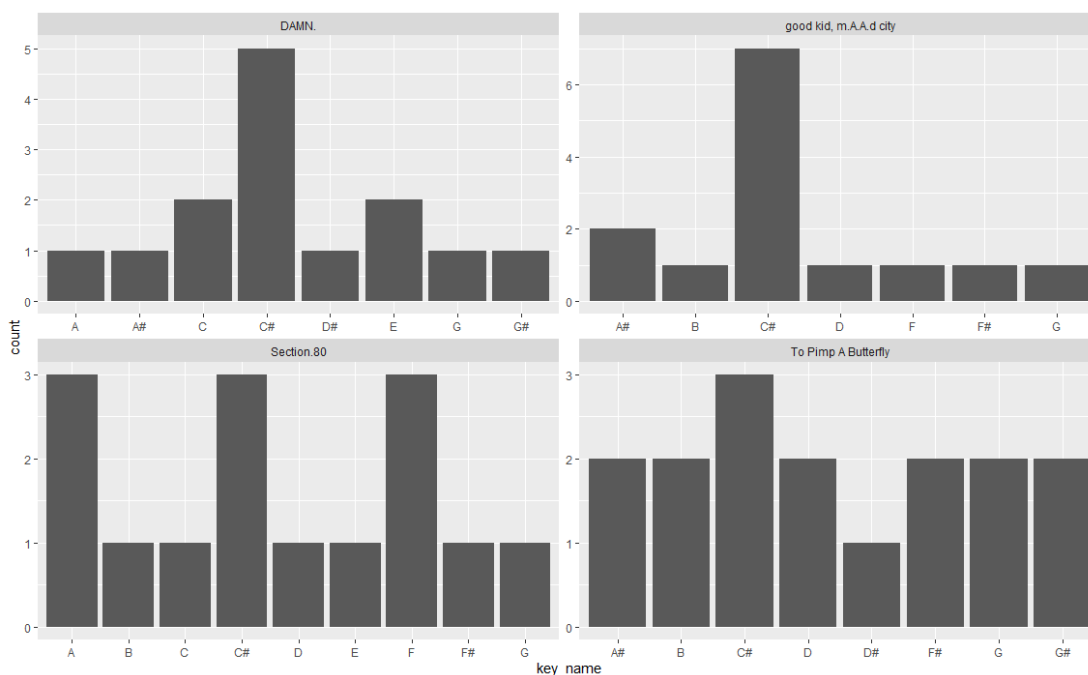 DAMN.
5
4
3
2
1
0
A A# C C# D# E G G#
good kid, m.A.A.d city
6
4
2
0
A# B C# D F F# G
count
Section.80
3
2
1
0
A B C C# D E F F# G
To Pimp A Butterfly
3
2
1
0
A# B C# D D# F# G G#
key_name